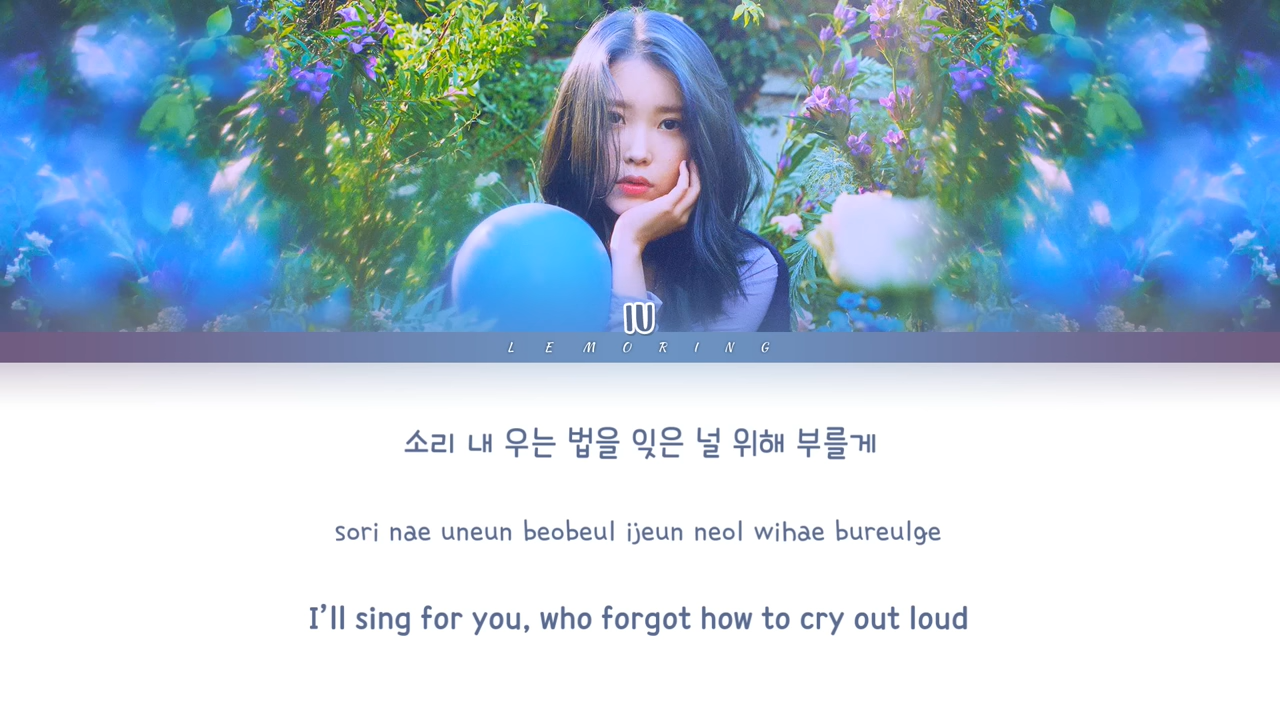 IU
LEMORING
소리 내 우는 법을 잊은 널 위해 부를게
sori nae uneun beobeul ijeun neol wihae bureulge
I'll sing for you, who forgot how to cry out loud